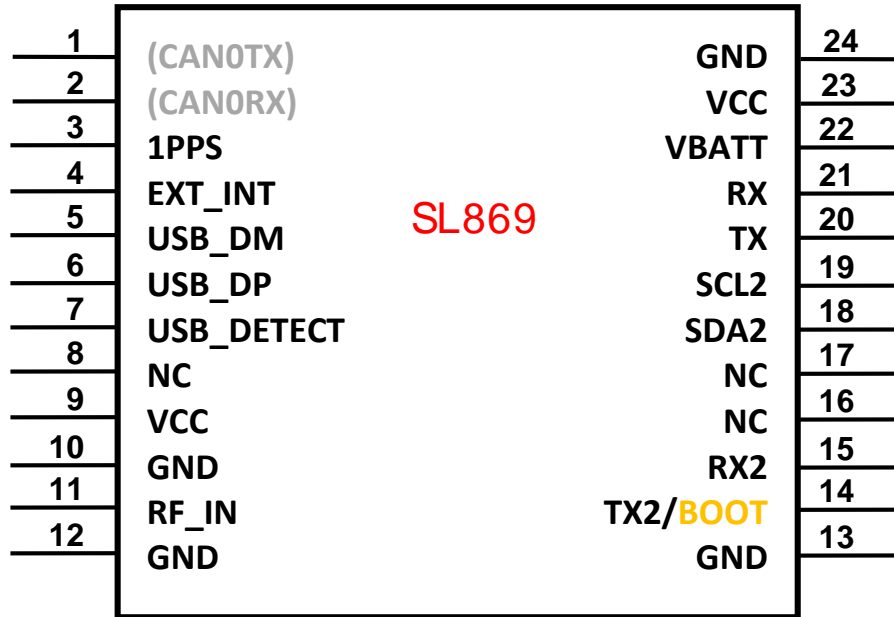 1 (CAN0TX) GND 24
2 (CAN0RX) VCC 23
3 1PPS VBATT 22
4 EXT_INT RX 21
SL869
5 USB_DM TX 20
6 USB_DP SCL2 19
7 USB_DETECT SDA2 18
8 NC NC 17
9 VCC NC 16
10 GND RX2 15
11 RF_IN TX2/BOOT 14
12 GND GND 13